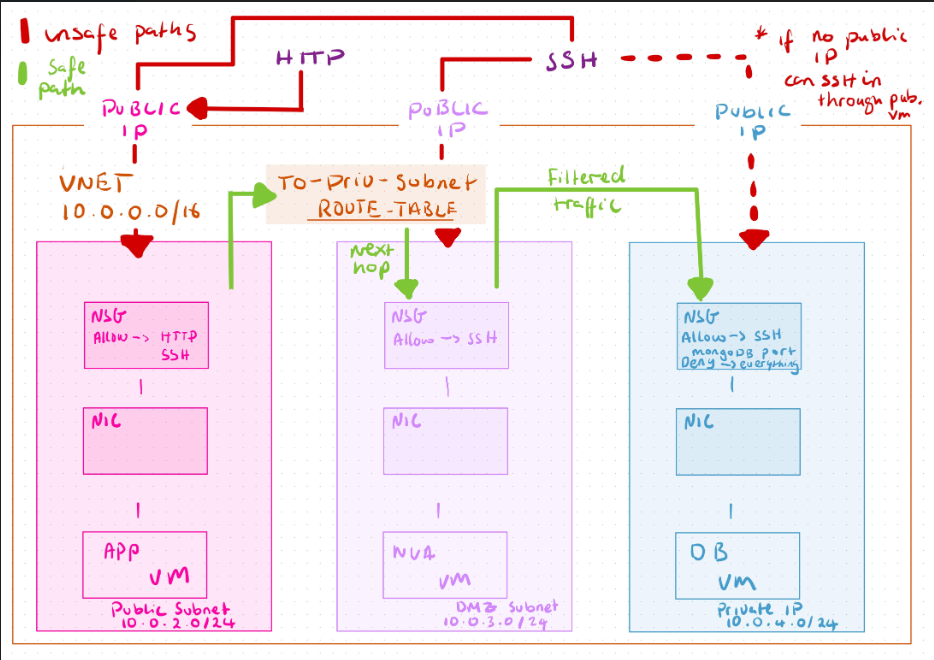 unsafe paths
Safe
path
HTTP
SSH
* if no public
IP
can ssh in
through pub.
vm
PUBLIC
IP
PUBLIC
IP
PUBLIC
IP
VNET
10.0.0.0/16
To-Priv-Subnet
ROUTE-TABLE
Filtered
traffic
Next
hop
NSG
Allow -> HTTP
SSH
NIC
APP
VM
Public Subnet
10.0.2.0/24
NSG
Allow -> SSH
NIC
NVA
VM
DMZ Subnet
10.0.3.0/24
NSG
Allow -> SSH
mongoDB port
Deny -> everything
NIC
DB
VM
Private IP
10.0.4.0/24